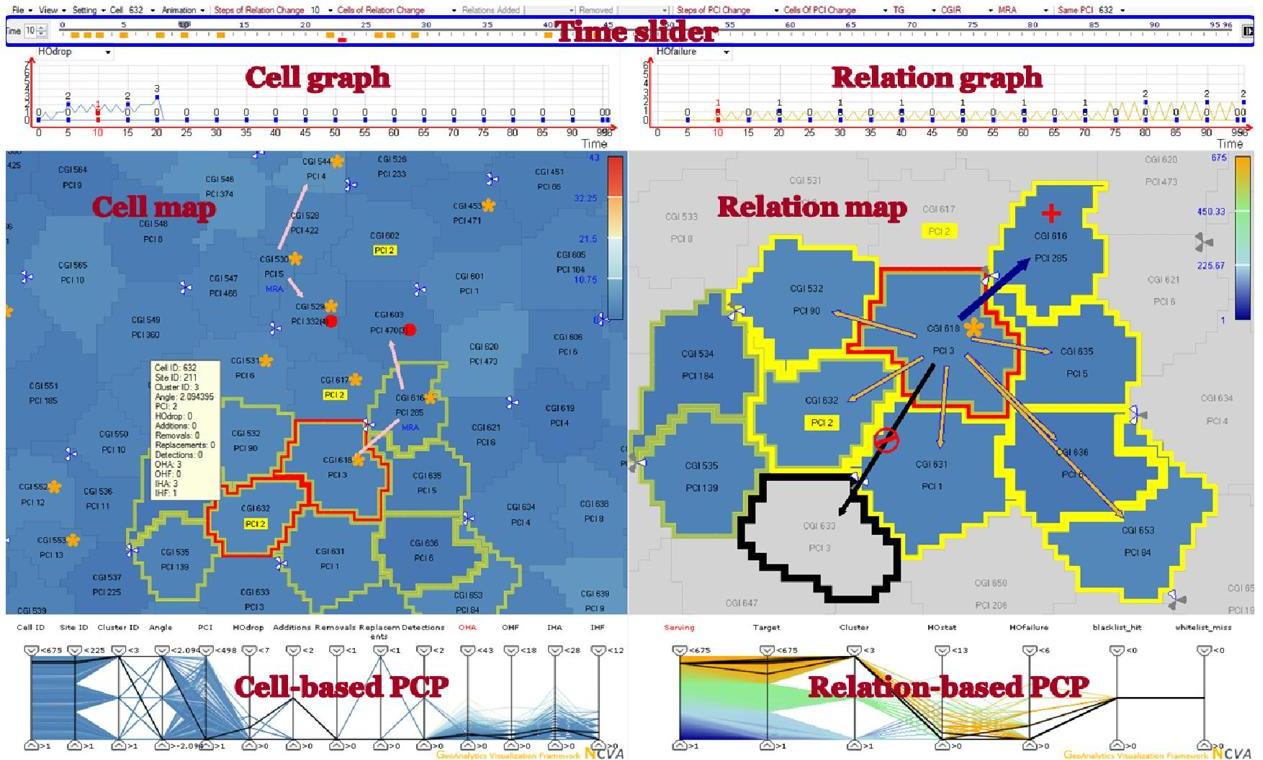 File View Setting Cell 632 Animation Steps of Relation Change 10 Cells of Relation Change Relations Added Removed Steps of PCI Change Cells Of PCI Change TG CGIR MRA Same PCI 632
Time 10 0 5 15 20 25 30 35 40 50 55 60 65 70 75 80 85 90 95 96
Time slider
HOdrop
HOfailure
Cell graph
Relation graph
0 5 10 15 20 25 30 35 40 45 50 55 60 65 70 75 80 85 90
0 5 10 15 20 25 30 35 40 45 50 55 60 65 70 75 80 85 90
Time
Time
Cell map
CGI 564
PCI 9
CGI 546
PCI 374
CGI 544
PCI 4
CGI 526
PCI 233
CGI 451
PCI 86
43
32.25
21.5
10.75
CGI 548
PCI 8
CGI 528
PCI 422
CGI 453
PCI 471
CGI 602
PCI 2
CGI 565
PCI 10
CGI 547
PCI 466
CGI 530
PCI 5
MRA
CGI 601
PCI 1
CGI 605
PCI 104
CGI 549
PCI 360
CGI 529
PCI 332(4)
CGI 603
PCI 470(3)
CGI 620
PCI 473
CGI 606
PCI 6
Cell ID: 632
Site ID: 211
Cluster ID: 3
Angle: 2.094395
PCI: 2
HOdrop: 0
Additions: 0
Removals: 0
Replacements: 0
Detections: 0
OHA: 3
OHF: 0
IHA: 3
IHF: 1
CGI 531
PCI 6
CGI 617
PCI 2
CGI 616
PCI 285
MRA
CGI 551
PCI 185
CGI 550
PCI 10
CGI 532
PCI 90
CGI 618
PCI 3
CGI 621
PCI 6
CGI 619
PCI 4
CGI 552
PCI 12
CGI 536
PCI 11
CGI 632
PCI 2
CGI 635
PCI 5
CGI 634
PCI 4
CGI 638
PCI 8
CGI 553
PCI 13
CGI 535
PCI 139
CGI 631
PCI 1
CGI 636
PCI 6
CGI 537
PCI 225
CGI 633
PCI 3
CGI 653
PCI 84
CGI 639
PCI 9
CGI 539
Relation map
CGI 531
PCI 4
CGI 617
PCI 2
CGI 620
PCI 473
675
450.33
225.67
1
CGI 533
PCI 8
CGI 616
PCI 285
CGI 621
PCI 6
CGI 532
PCI 90
CGI 618
PCI 3
CGI 534
PCI 184
CGI 635
PCI 5
CGI 632
PCI 2
CGI 634
PCI 4
CGI 535
PCI 139
CGI 631
PCI 1
CGI 636
CGI 633
PCI 3
CGI 653
PCI 84
CGI 647
CGI 650
PCI 206
Cell ID Site ID Cluster ID Angle PCI HOdrop Additions Removals Replacements Detections OHA OHF IHA IHF
<675 <225 <3 <2.094 <498 <7 <2 <1 <1 <2 <43 <18 <28 <12
Cell-based PCP
>1 >1 >1 >-2.094 >1 >0 >0 >0 >0 >0 >0 >0 >0 >0
GeoAnalytics Visualization Framework NCVA
Serving Target Cluster HOstat HOfailure blacklist_hit whitelist_miss
<675 <675 <3 <13 <6 <0 <0
Relation-based PCP
>1 >1 >1 >0 >0 >0 >0
GeoAnalytics Visualization Framework NCVA